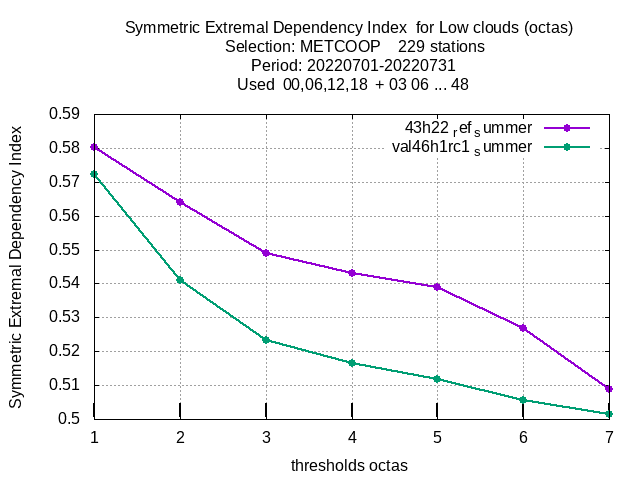 Symmetric Extremal Dependency Index for Low clouds (octas)
Selection: METCOOP 229 stations
Period: 20220701-20220731
Used 00,06,12,18 + 03 06 ... 48
43h22 ref summer
val46h1rc1 summer
Symmetric Extremal Dependency Index
0.59
0.58
0.57
0.56
0.55
0.54
0.53
0.52
0.51
0.5
1 2 3 4 5 6 7
thresholds octas